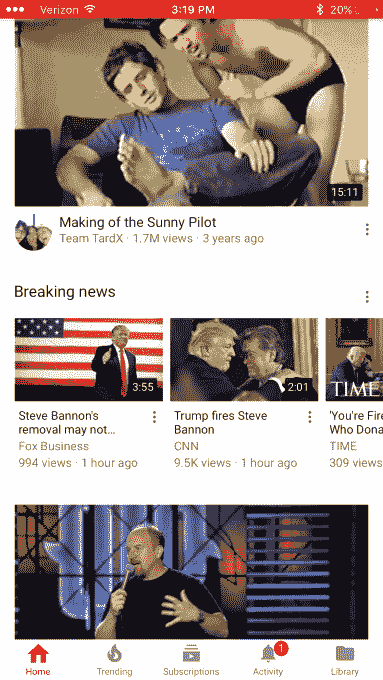 Verizon 3:19 PM 20%
15:11
Making of the Sunny Pilot
Team TardX · 1.7M views · 3 years ago
Breaking news
3:55
2:01
TIME
Steve Bannon's
removal may not...
Fox Business
994 views · 1 hour ago
Trump fires Steve
Bannon
CNN
9.5K views · 1 hour ago
'You're Fire
Who Dona
TIME
309 views
1
Home Trending Subscriptions Activity Library